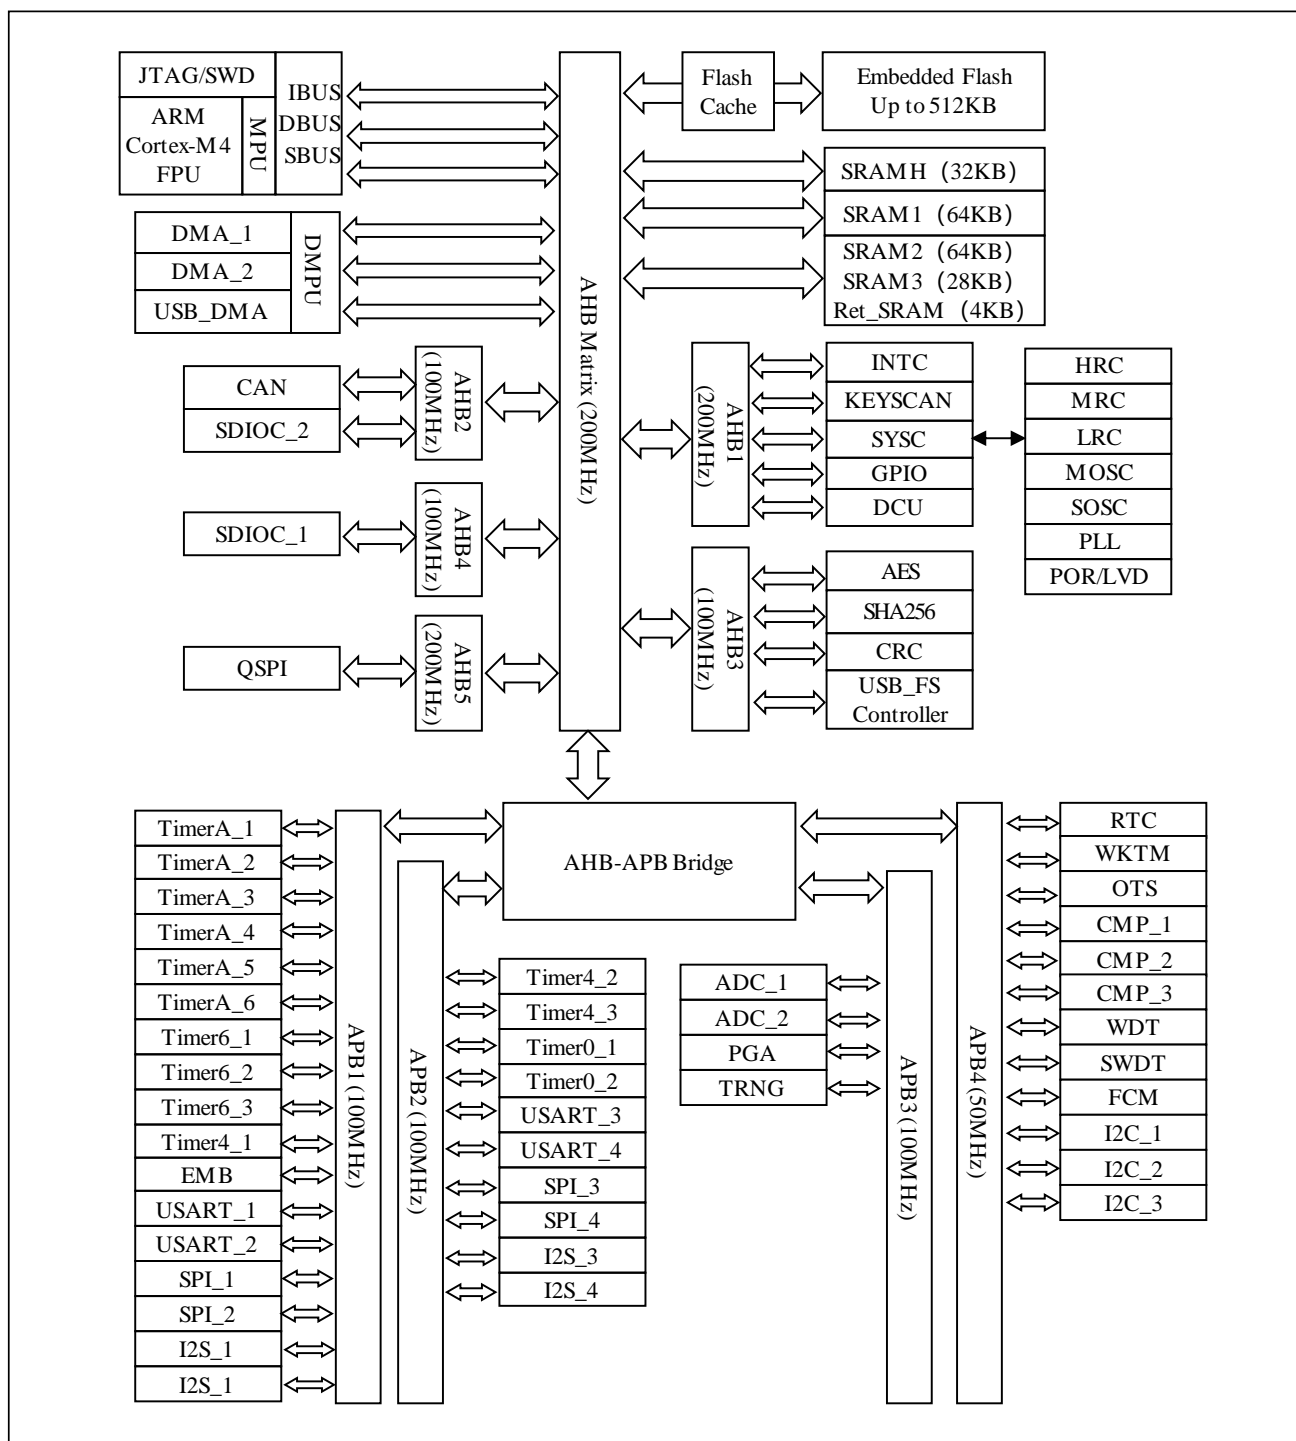 JTAG/SWD
ARM
Cortex-M4
FPU
MPU
IBUS
DBUS
SBUS
DMA_1
DMA_2
USB_DMA
DMPU
CAN
SDIOC_2
AHB2
(100MHz)
SDIOC_1
AHB4
(100MHz)
QSPI
AHB5
(200MHz)
AHB Matrix (200MHz)
Flash
Cache
Embedded Flash
Up to 512KB
SRAMH (32KB)
SRAM1 (64KB)
SRAM2 (64KB)
SRAM3 (28KB)
Ret_SRAM (4KB)
AHB1
(200MHz)
INTC
KEYSCAN
SYSC
GPIO
DCU
HRC
MRC
LRC
MOSC
SOSC
PLL
POR/LVD
AHB3
(100MHz)
AES
SHA256
CRC
USB_FS
Controller
AHB-APB Bridge
TimerA_1
TimerA_2
TimerA_3
TimerA_4
TimerA_5
TimerA_6
Timer6_1
Timer6_2
Timer6_3
Timer4_1
EMB
USART_1
USART_2
SPI_1
SPI_2
I2S_1
I2S_1
APB1 (100MHz)
APB2 (100MHz)
Timer4_2
Timer4_3
Timer0_1
Timer0_2
USART_3
USART_4
SPI_3
SPI_4
I2S_3
I2S_4
ADC_1
ADC_2
PGA
TRNG
APB3 (100MHz)
APB4 (50MHz)
RTC
WKTM
OTS
CMP_1
CMP_2
CMP_3
WDT
SWDT
FCM
I2C_1
I2C_2
I2C_3